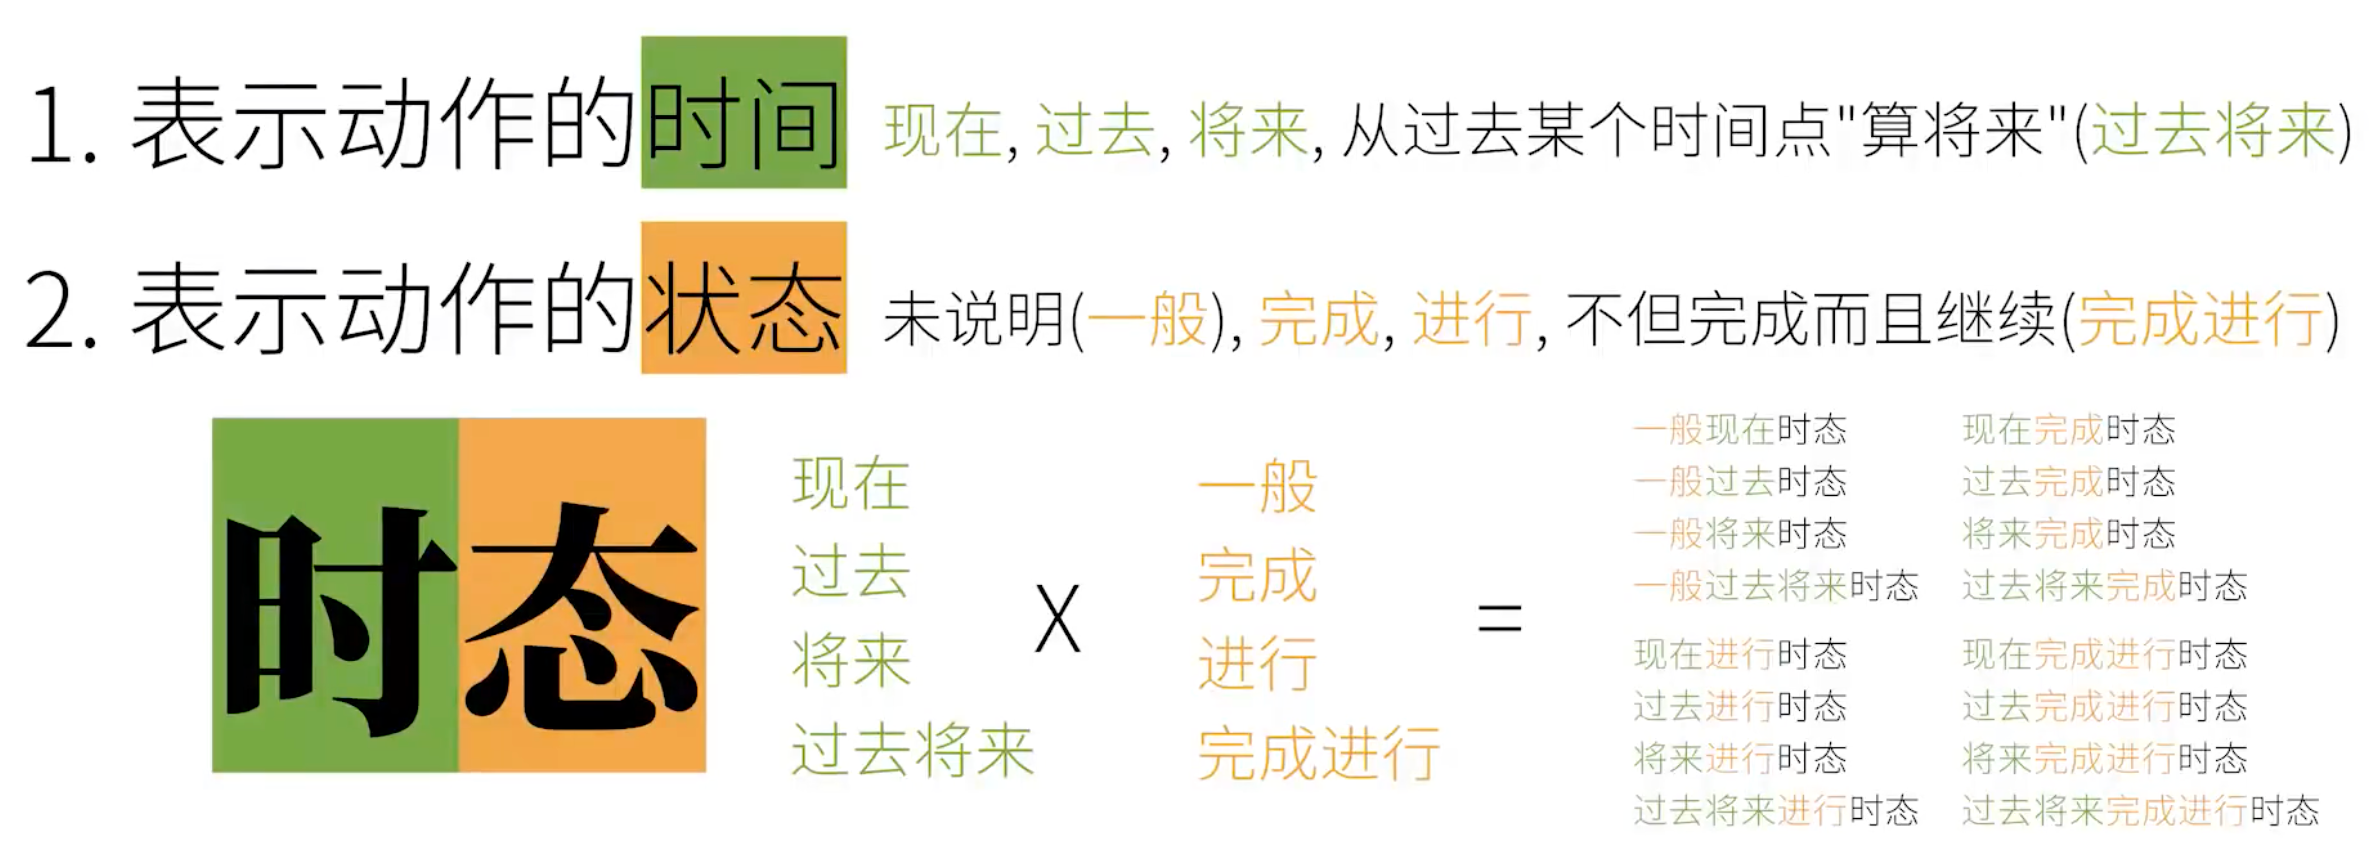 1. 表示动作的时间 现在, 过去, 将来, 从过去某个时间点"算将来"(过去将来)
2. 表示动作的状态 未说明(一般), 完成, 进行, 不但完成而且继续(完成进行)
时态
现在
过去
将来
过去将来
X
一般
完成
进行
完成进行
=
一般现在时态
一般过去时态
一般将来时态
一般过去将来时态
现在完成时态
过去完成时态
将来完成时态
过去将来完成时态
现在进行时态
过去进行时态
将来进行时态
过去将来进行时态
现在完成进行时态
过去完成进行时态
将来完成进行时态
过去将来完成进行时态